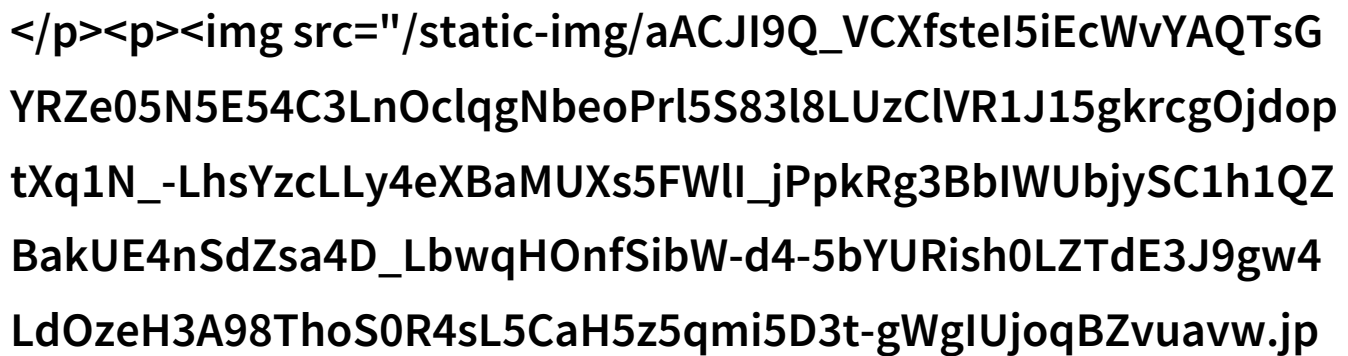 </p><p><img src="/static-img/aACJI9Q_VCXfsteI5iEcWvYAQTsG
YRZe05N5E54C3LnOclqgNbeoPrl5S83l8LUzClVR1J15gkrcgOjdop
tXq1N_-LhsYzcLLy4eXBaMUXs5FWlI_jPpkRg3BbIWUbjySC1h1QZ
BakUE4nSdZsa4D_LbwqHOnfSibW-d4-5bYURish0LZTdE3J9gw4
LdOzeH3A98ThoS0R4sL5CaH5z5qmi5D3t-gWgIUjoqBZvuavw.jp